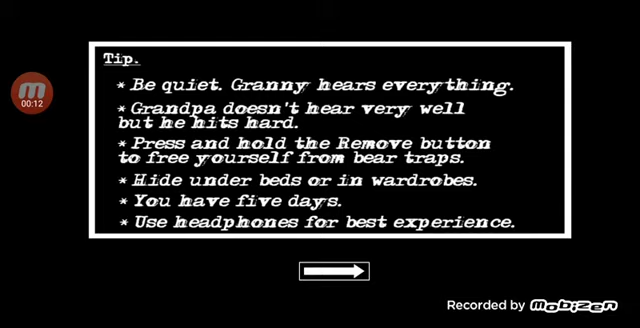 Tip.
* Be quiet. Granny hears everything.
* Grandpa doesn't hear very well
but he hits hard.
* Press and hold the Remove button
to free yourself from bear traps.
* Hide under beds or in wardrobes.
* You have five days.
* Use headphones for best experience.
00:12
Recorded by Mobizen